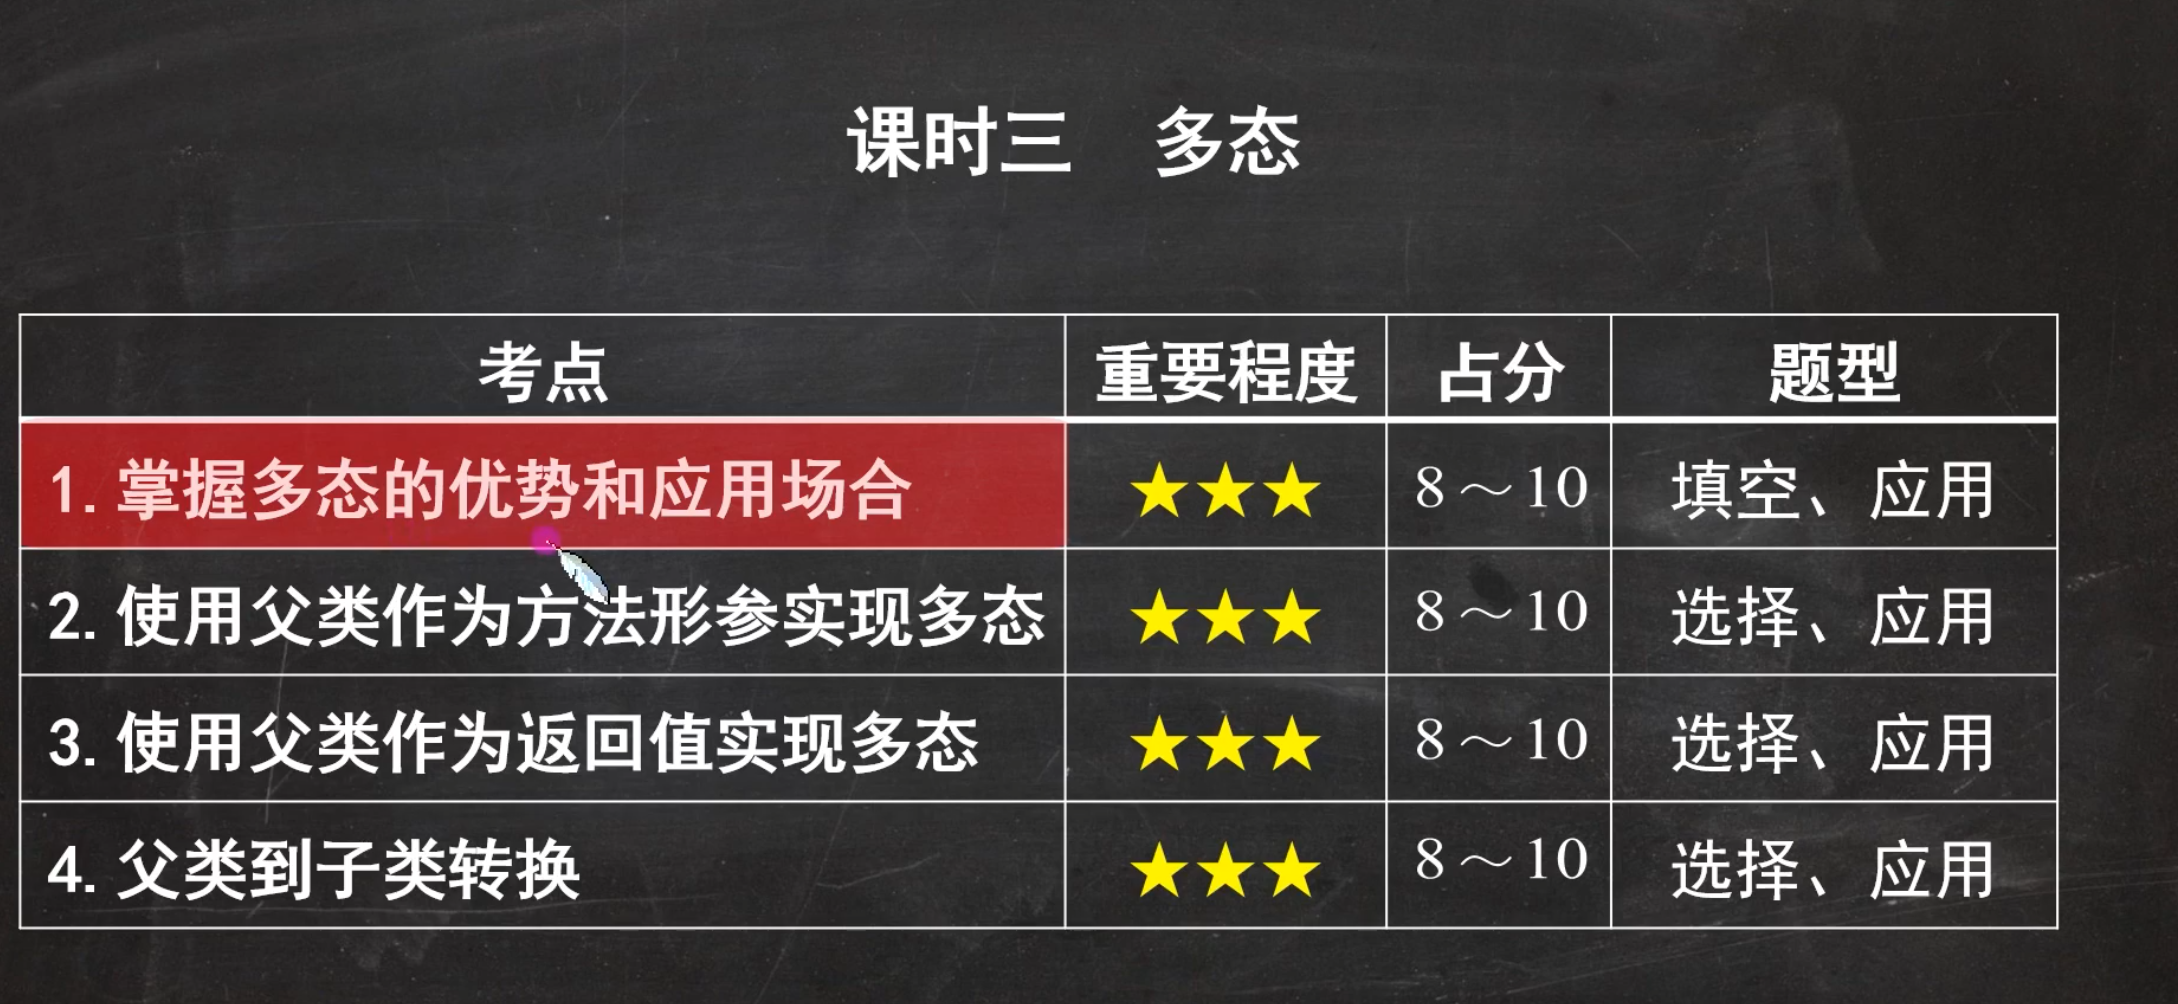 课时三 多态
考点 重要程度 占分 题型
1. 掌握多态的优势和应用场合 ★★★ 8～10 填空、应用
2. 使用父类作为方法形参实现多态 ★★★ 8～10 选择、应用
3. 使用父类作为返回值实现多态 ★★★ 8～10 选择、应用
4. 父类到子类转换 ★★★ 8～10 选择、应用